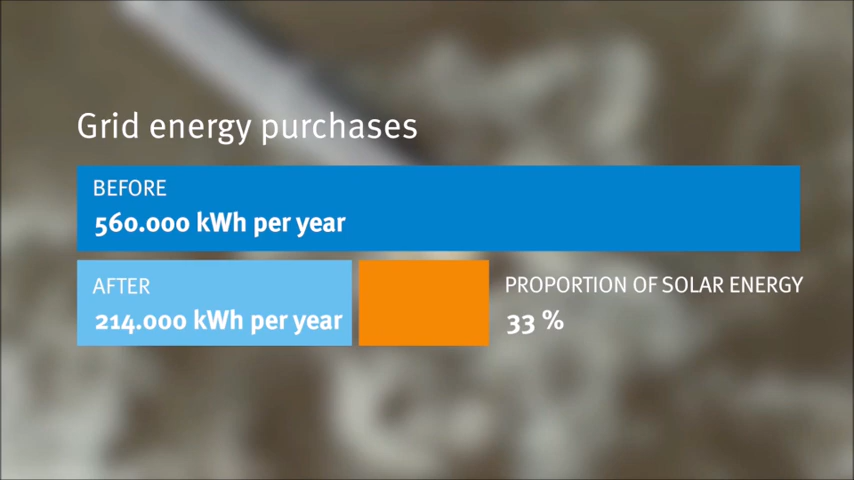 Grid energy purchases
BEFORE
560.000 kWh per year
AFTER
214.000 kWh per year
PROPORTION OF SOLAR ENERGY
33 %